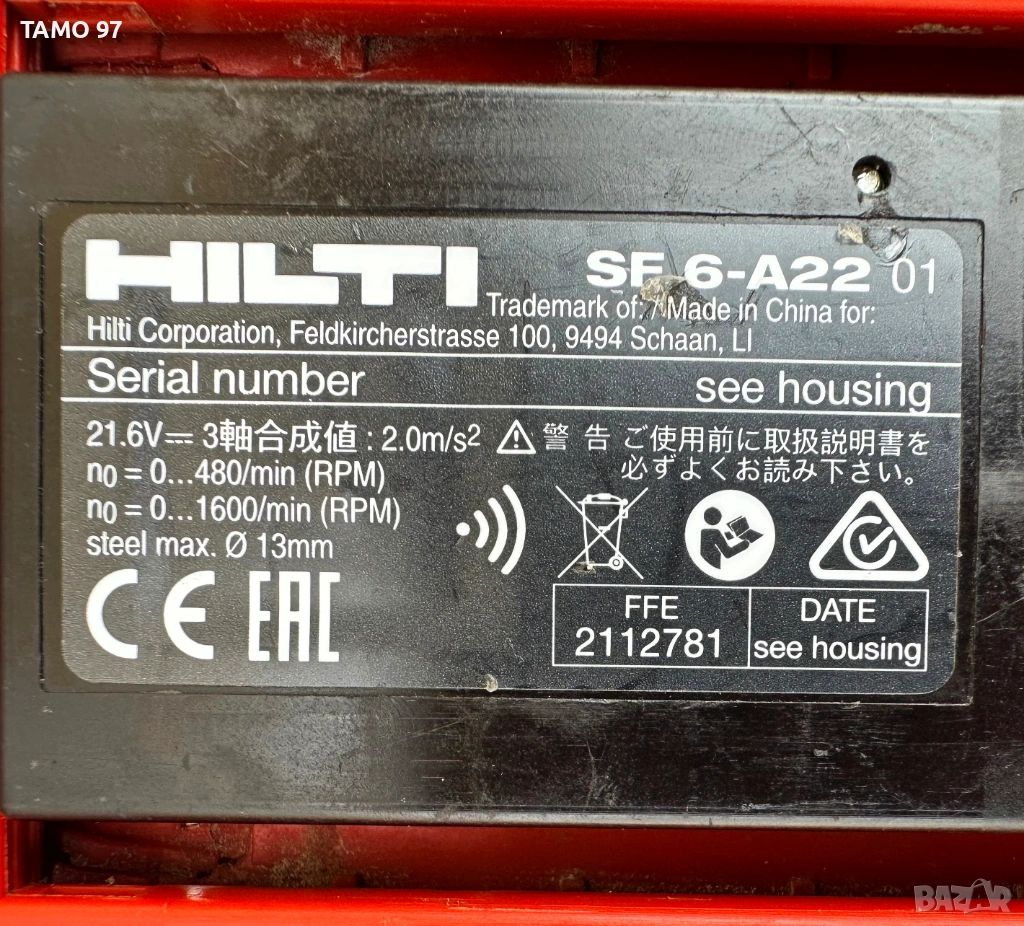 TAMO 97
HILTI SF 6-A22 01
Trademark of: / Made in China for:
Hilti Corporation, Feldkircherstrasse 100, 9494 Schaan, LI
Serial number see housing
21.6V⎓ 3軸合成値 : 2.0m/s² ⚠ 警 告 ご使用前に取扱説明書を
必ずよくお読み下さい。
n0 = 0...480/min (RPM)
n0 = 0...1600/min (RPM)
steel max. Ø 13mm
CE EAC
FFE
2112781
DATE
see housing
BAZAR